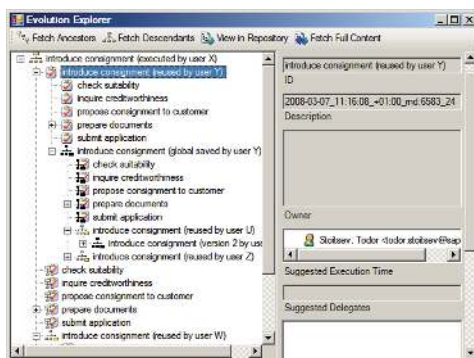 Evolution Explorer
Fetch Ancestors Fetch Descendants View in Repository Fetch Full Content
introduce consignment (executed by user X)
introduce consignment (reused by user Y)
check suitability
inquire creditworthiness
propose consignment to customer
prepare documents
submit application
introduce consignment (global saved by user Y)
check suitability
inquire creditworthiness
propose consignment to customer
prepare documents
submit application
introduce consignment (reused by user U)
introduce consignment (version 2 by use
introduce consignment (reused by user Z)
check suitability
inquire creditworthiness
propose consignment to customer
prepare documents
submit application
introduce consignment (reused by user W)
introduce consignment (reused by user Y)
ID
2008-03-07_11:16:08_+01:00_md:6583_24
Description
Owner
Stoitsev, Todor <todor.stoitsev@sap
Suggested Execution Time
Suggested Delegates